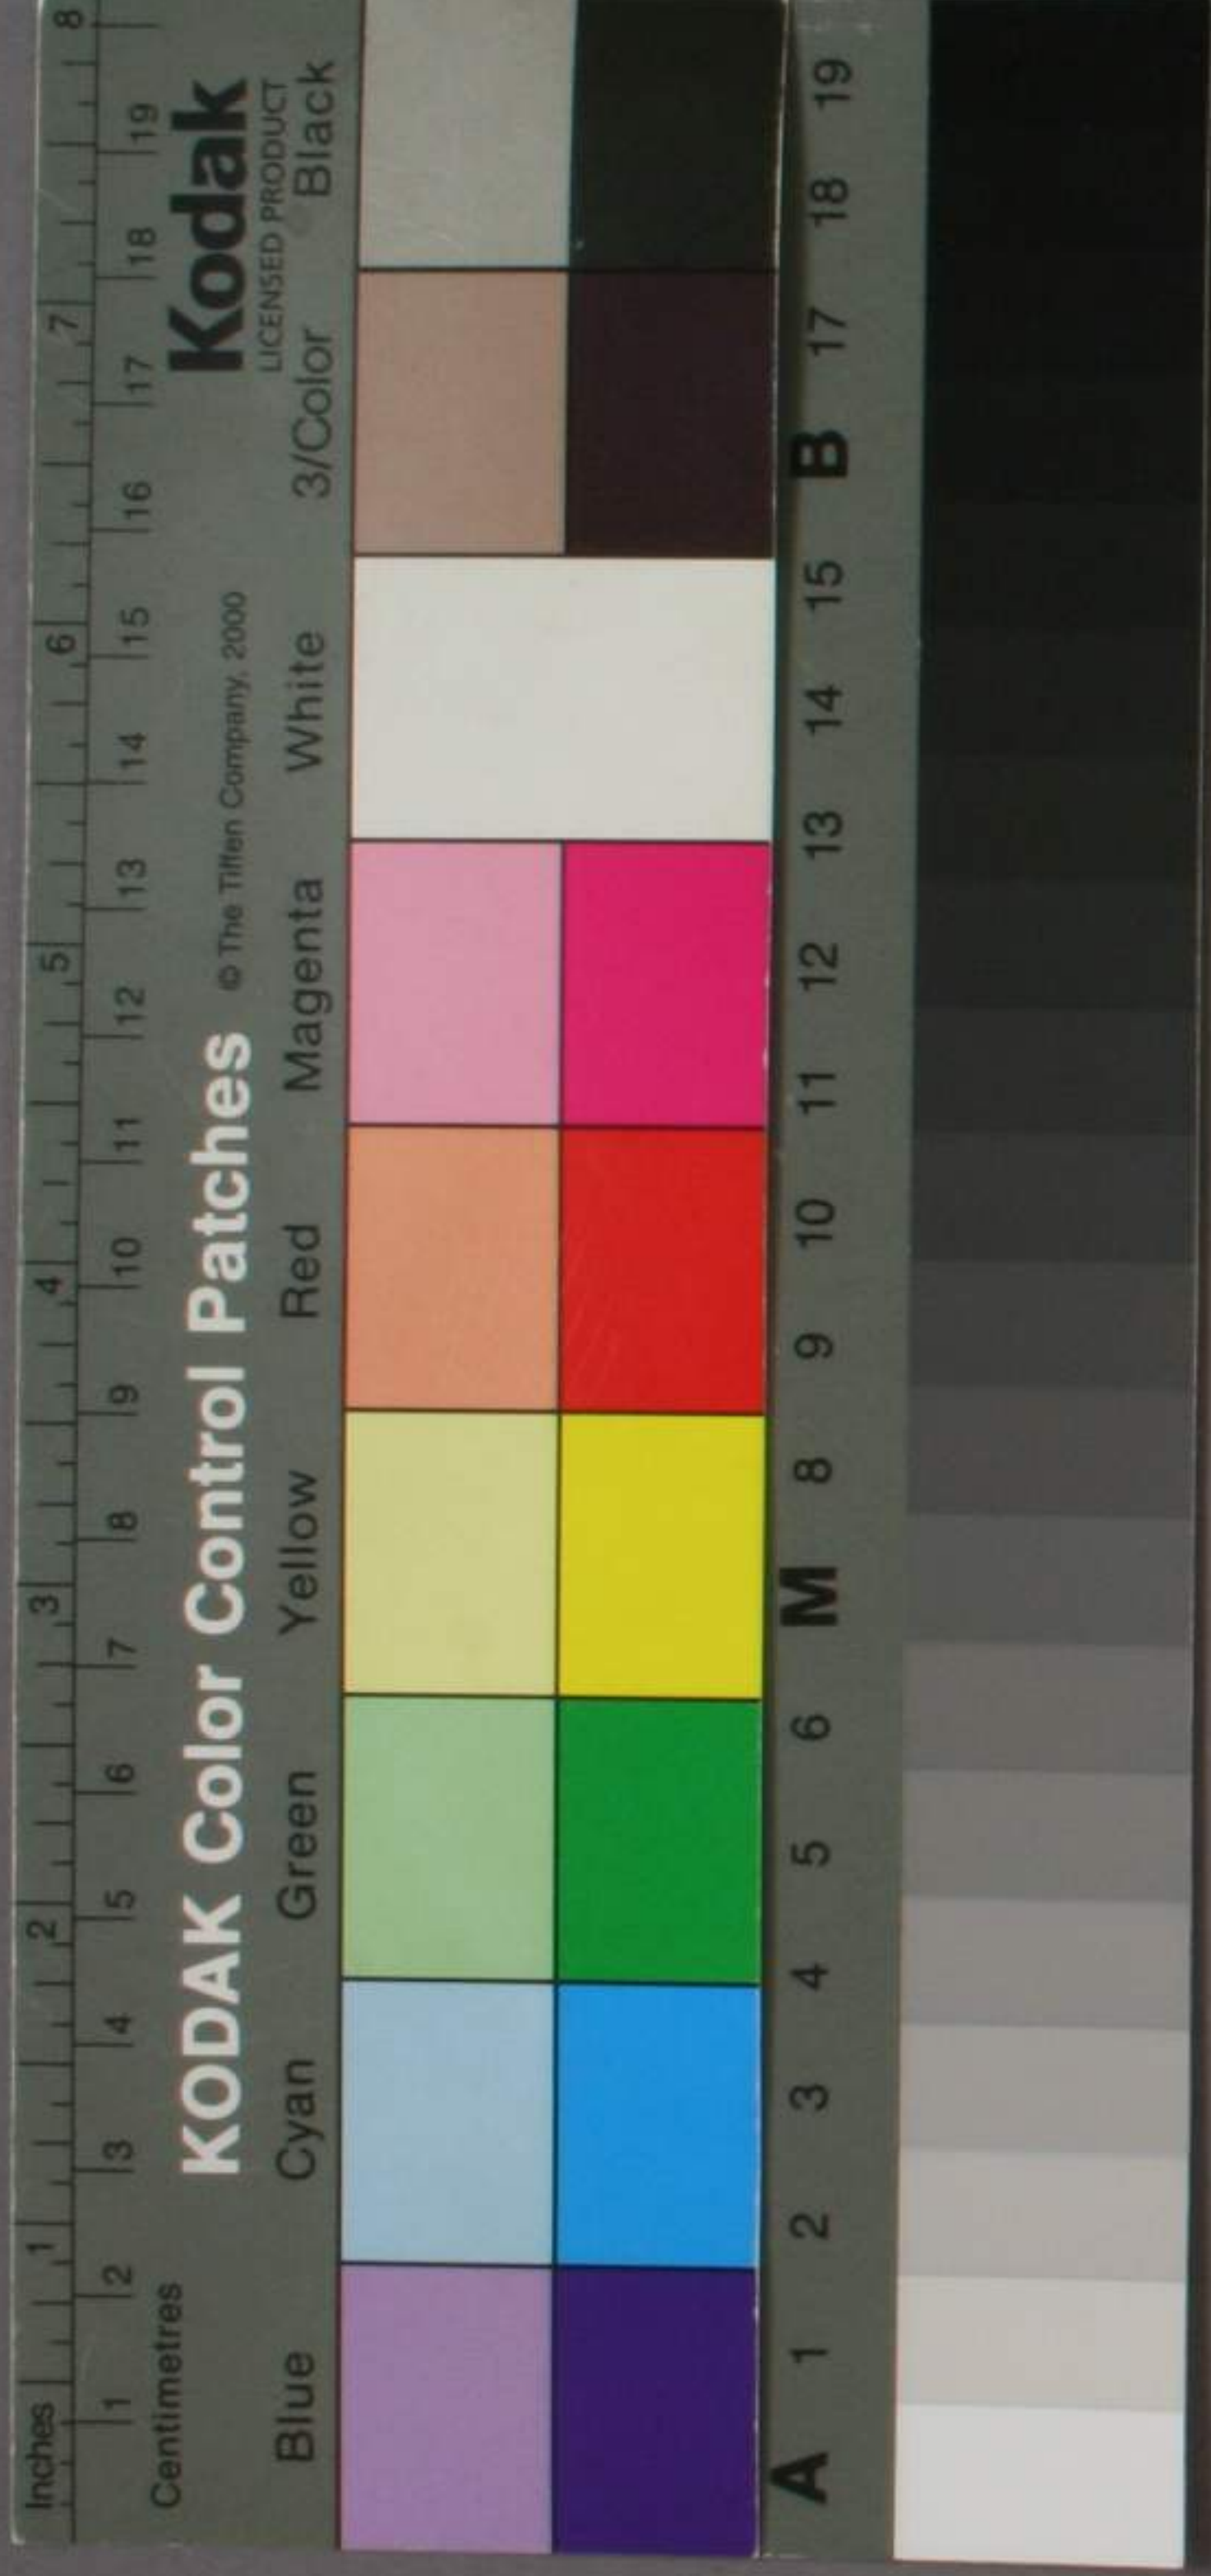 Inches 1 2 3 4 5 6 7 8
1 2 3 4 5 6 7 8 9 10 11 12 13 14 15 16 17 18 19
Centimetres
KODAK Color Control Patches © The Tiffen Company, 2000 Kodak
LICENSED PRODUCT
Blue Cyan Green Yellow Red Magenta White 3/Color Black
A 1 2 3 4 5 6 M 8 9 10 11 12 13 14 15 B 17 18 19